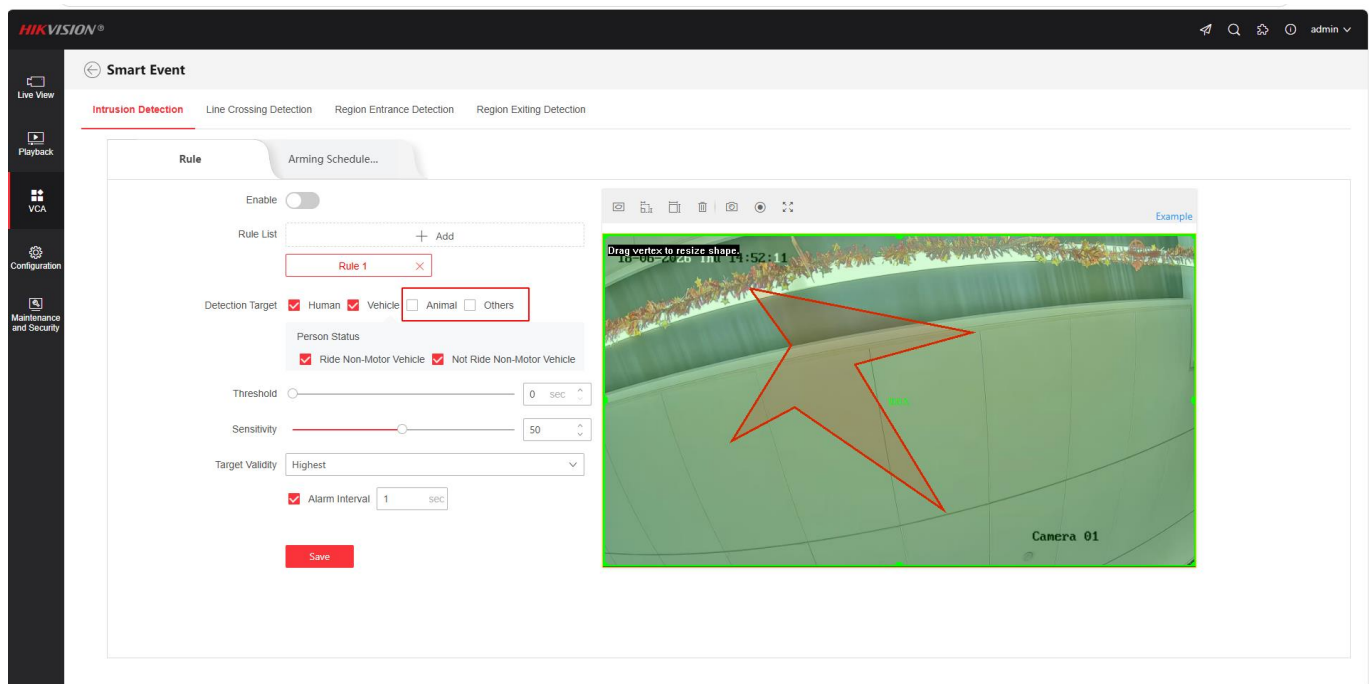 HIKVISION®
admin
Smart Event
Live View
Intrusion Detection Line Crossing Detection Region Entrance Detection Region Exiting Detection
Playback
Rule Arming Schedule...
VCA
Enable
Example
Rule List + Add
Drag vertex to resize shape.
Rule 1
Configuration
Detection Target Human Vehicle Animal Others
Maintenance
and Security
Person Status
Ride Non-Motor Vehicle Not Ride Non-Motor Vehicle
Threshold 0 sec
Sensitivity 50
Target Validity Highest
Alarm Interval 1 sec
Camera 01
Save